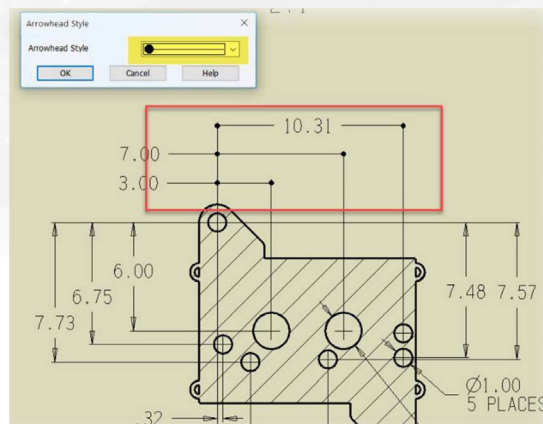 Arrowhead Style
Arrowhead Style
OK Cancel Help
10.31
7.00
3.00
6.00
6.75
7.73
7.48 7.57
Ø1.00
5 PLACES
.32